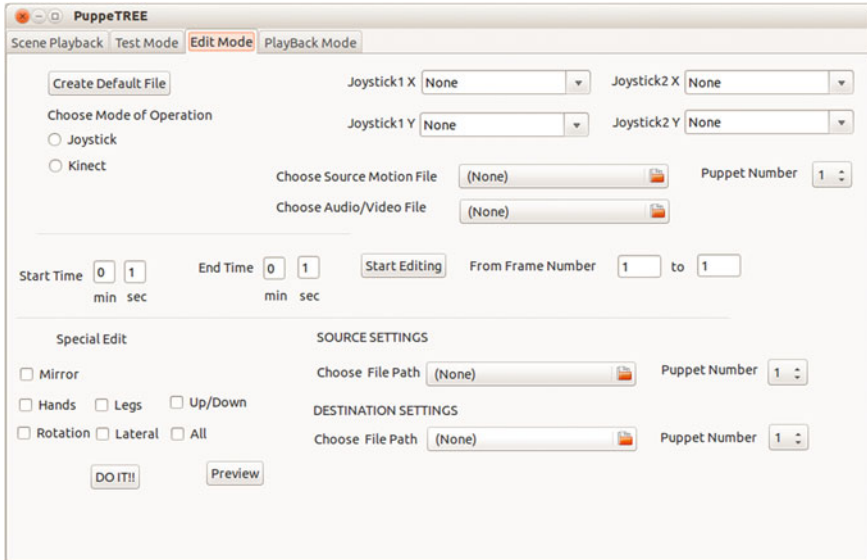 PuppeTREE
Scene Playback Test Mode Edit Mode PlayBack Mode
Create Default File
Joystick1 X None Joystick2 X None
Choose Mode of Operation
Joystick1 Y None Joystick2 Y None
Joystick
Kinect
Choose Source Motion File (None) Puppet Number 1
Choose Audio/Video File (None)
Start Time 0 1 End Time 0 1 Start Editing From Frame Number 1 to 1
min sec min sec
Special Edit SOURCE SETTINGS
Mirror Choose File Path (None) Puppet Number 1
Hands Legs Up/Down DESTINATION SETTINGS
Rotation Lateral All Choose File Path (None) Puppet Number 1
DO IT!! Preview